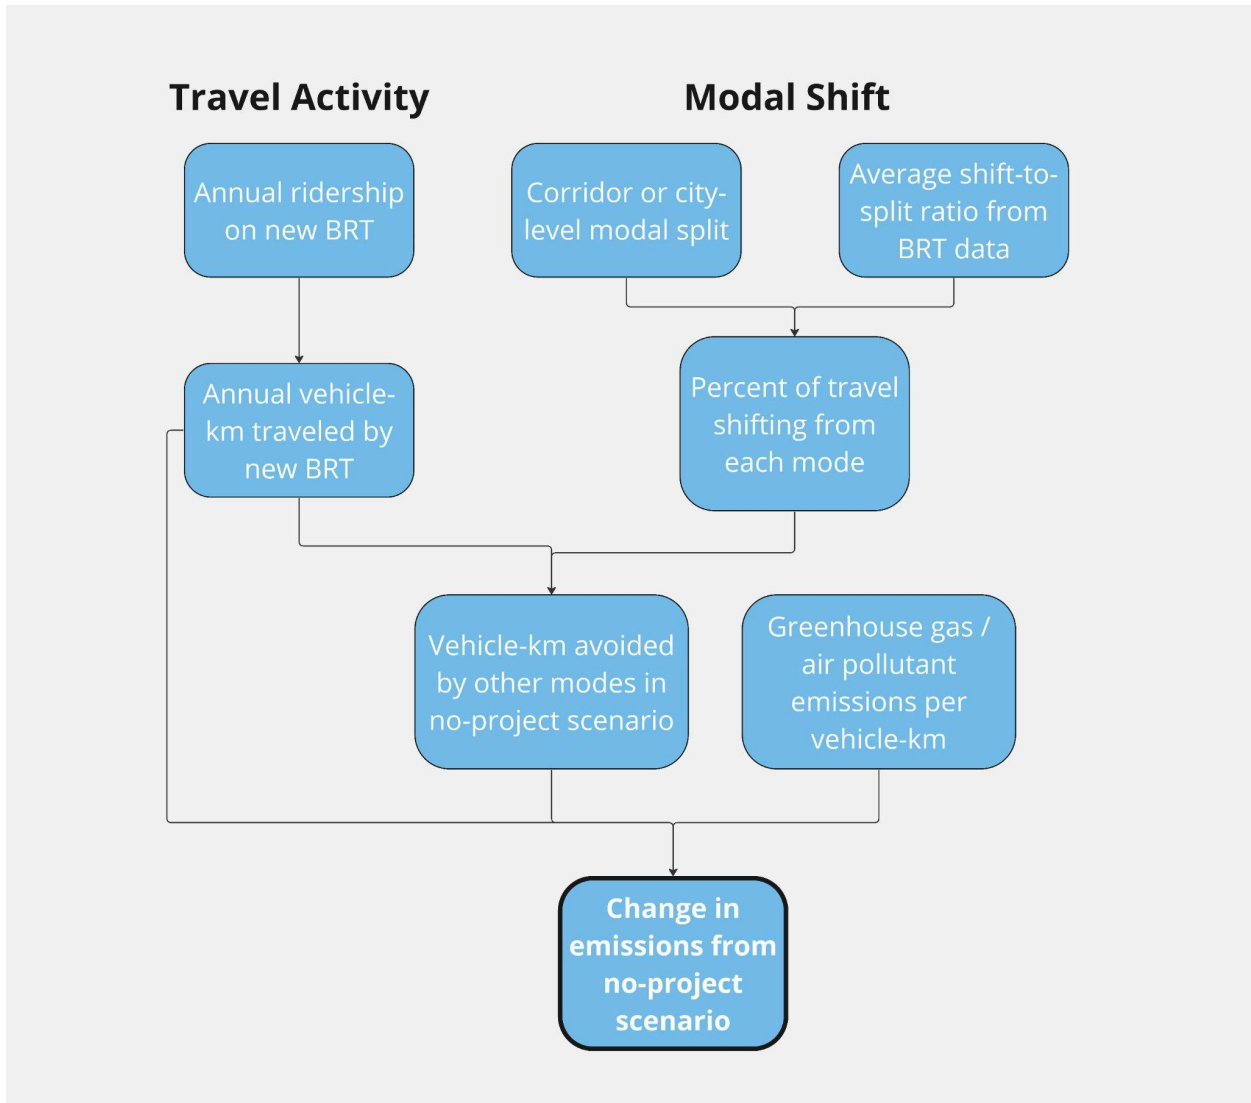 Travel Activity
Modal Shift
Annual ridership
on new BRT
Corridor or city-
level modal split
Average shift-to-
split ratio from
BRT data
Annual vehicle-
km traveled by
new BRT
Percent of travel
shifting from
each mode
Vehicle-km avoided
by other modes in
no-project scenario
Greenhouse gas /
air pollutant
emissions per
vehicle-km
Change in
emissions from
no-project
scenario